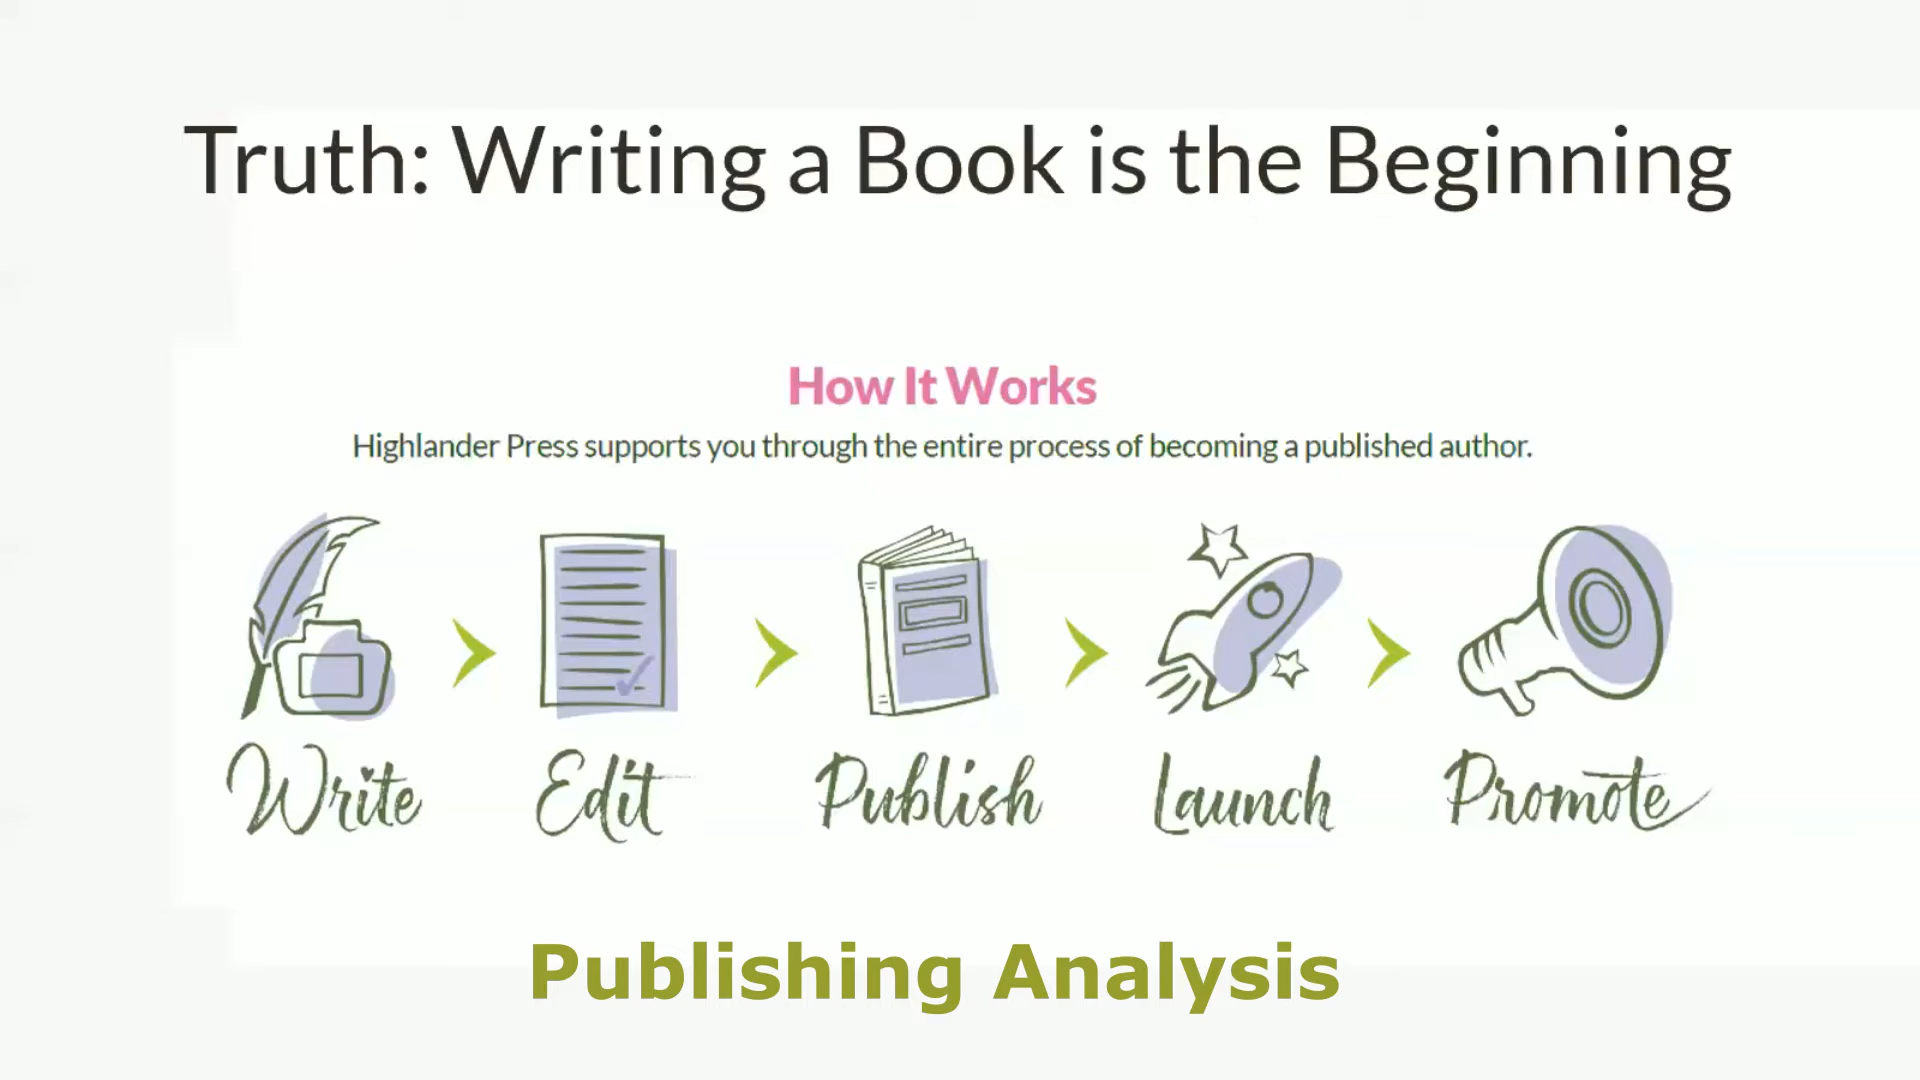 Truth: Writing a Book is the Beginning
How It Works
Highlander Press supports you through the entire process of becoming a published author.
Write
Edit
Publish
Launch
Promote
Publishing Analysis